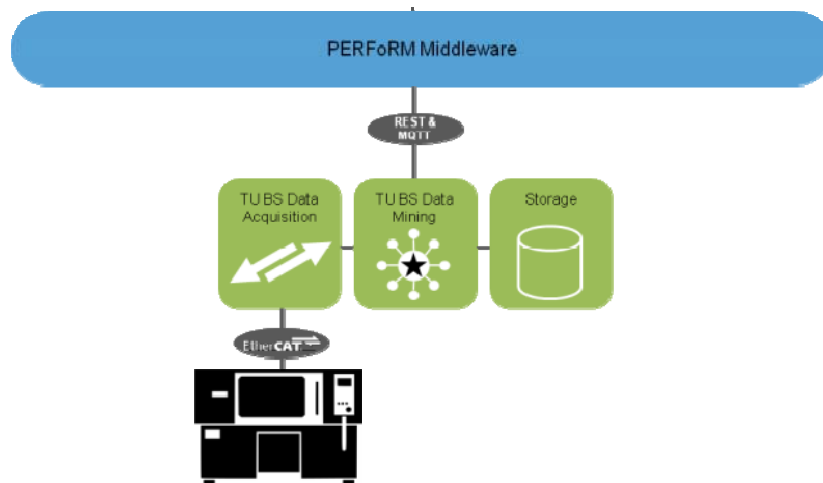 PERFoRM Middleware
REST &
MQTT
TU BS Data
Acquisition
TU BS Data
Mining
Storage
EtherCAT